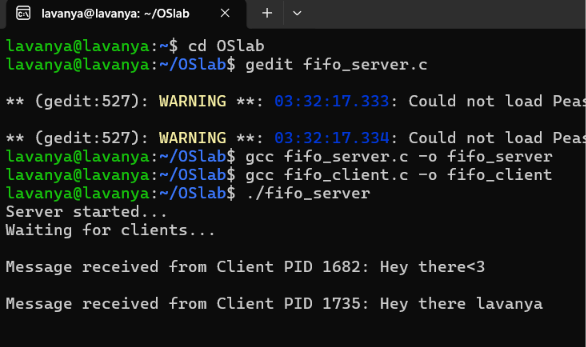 lavanya@lavanya: ~/OSlab
lavanya@lavanya:~$ cd OSlab
lavanya@lavanya:~/OSlab$ gedit fifo_server.c
** (gedit:527): WARNING **: 03:32:17.333: Could not load Peas
** (gedit:527): WARNING **: 03:32:17.334: Could not load Peas
lavanya@lavanya:~/OSlab$ gcc fifo_server.c -o fifo_server
lavanya@lavanya:~/OSlab$ gcc fifo_client.c -o fifo_client
lavanya@lavanya:~/OSlab$ ./fifo_server
Server started...
Waiting for clients...
Message received from Client PID 1682: Hey there<3
Message received from Client PID 1735: Hey there lavanya